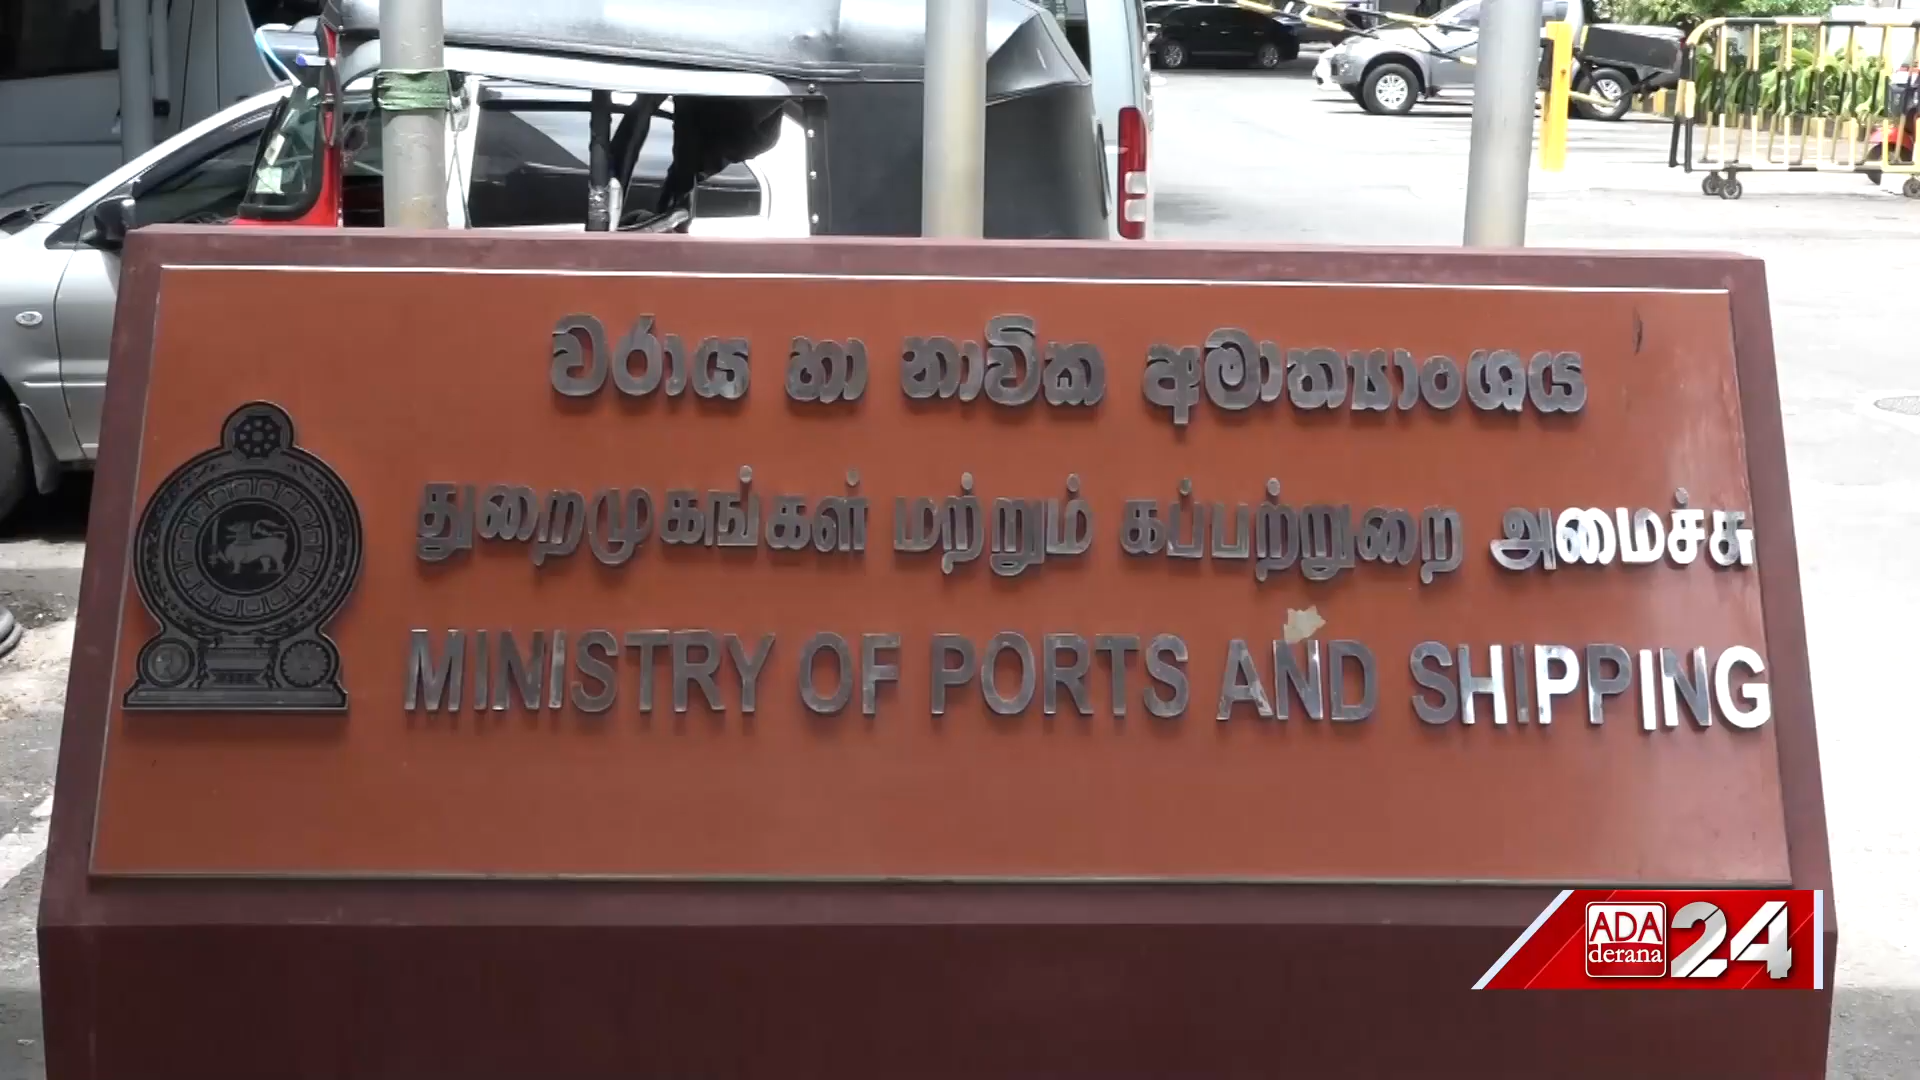 වරාය හා නාවික අමාත්‍යාංශය
துறைமுகங்கள் மற்றும் கப்பற்றுறை அமைச்சு
MINISTRY OF PORTS AND SHIPPING
ADA
derana
24